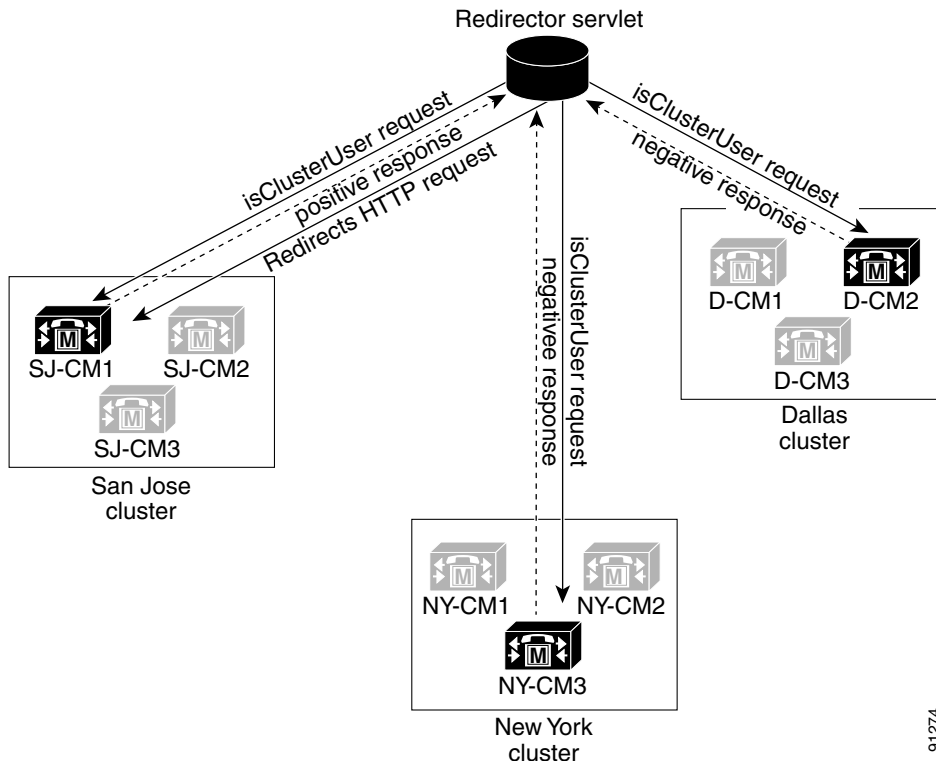 Redirector servlet
isClusterUser request
positive response
Redirects HTTP request
isClusterUser request
negativee response
isClusterUser request
negative response
M
SJ-CM1
M
SJ-CM2
M
SJ-CM3
San Jose
cluster
M
D-CM1
M
D-CM2
M
D-CM3
Dallas
cluster
M
NY-CM1
M
NY-CM2
M
NY-CM3
New York
cluster
91274